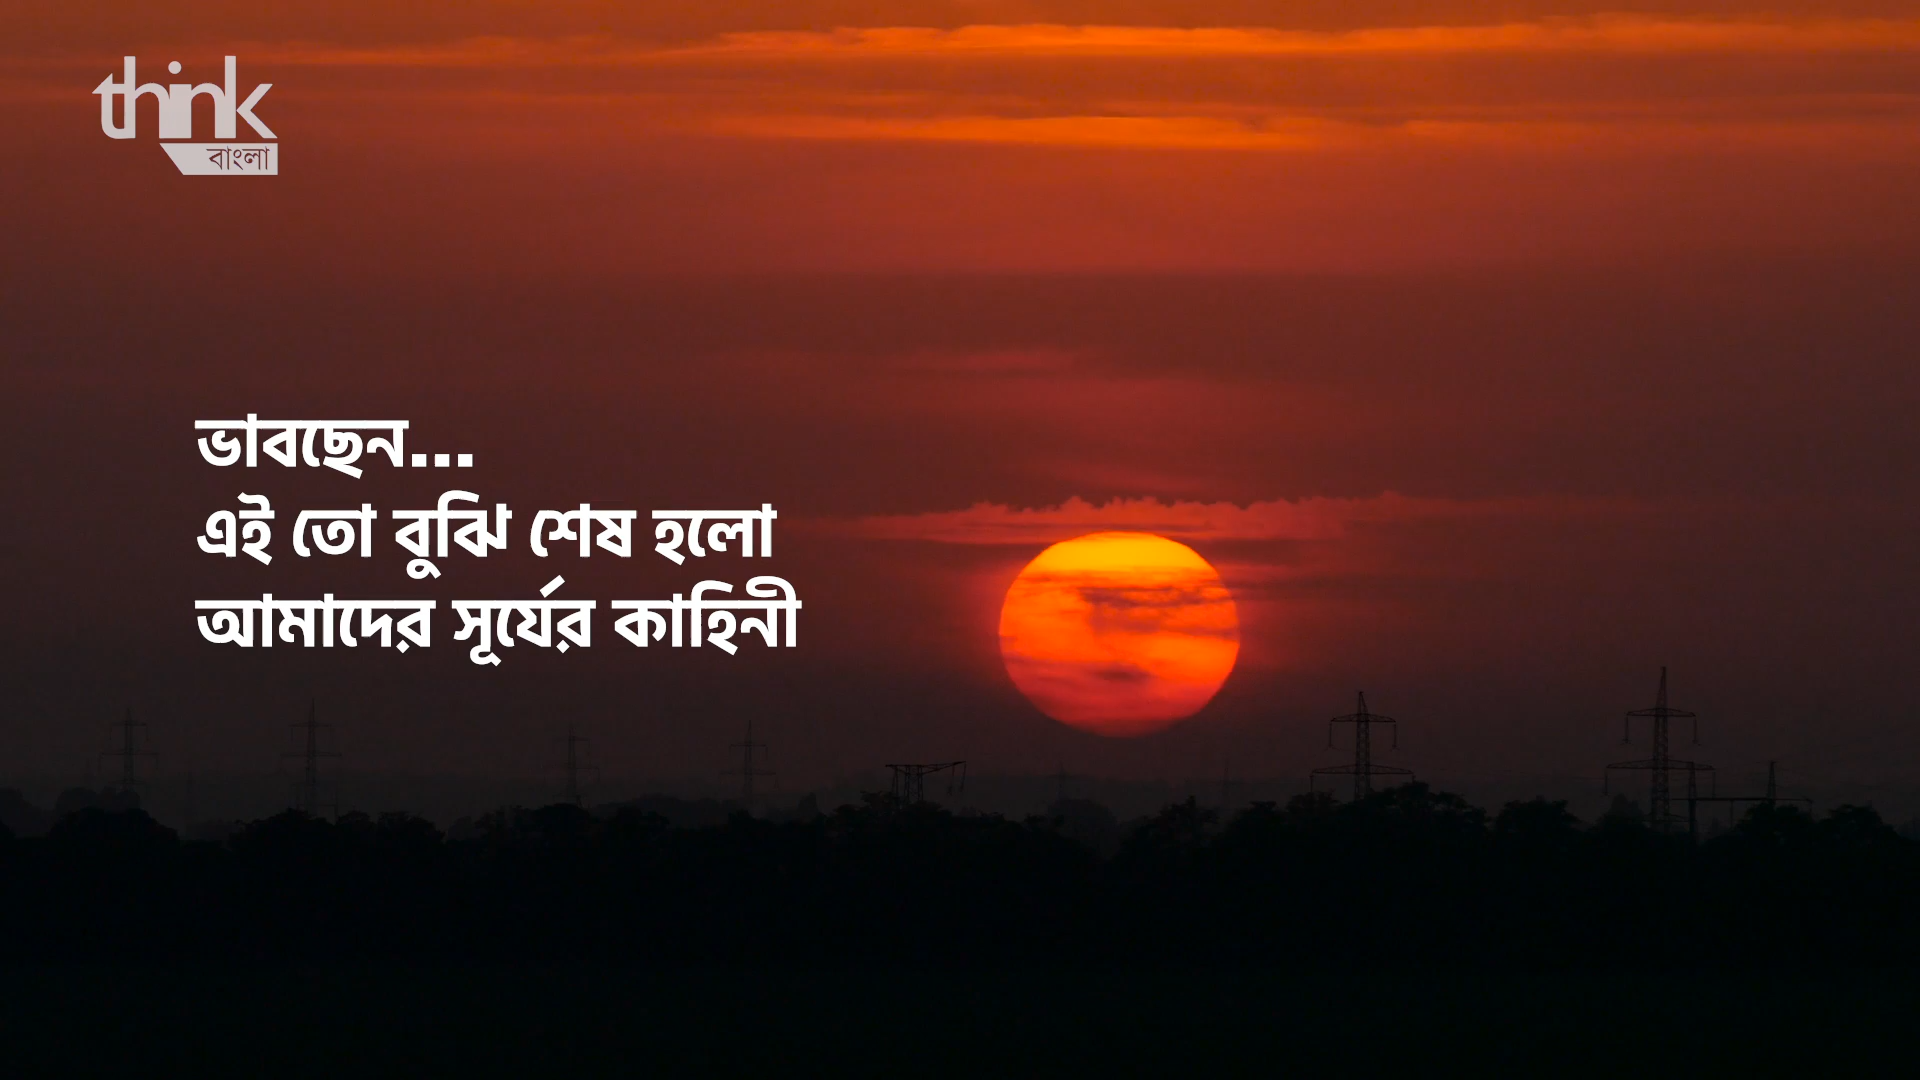 think
বাংলা
ভাবছেন...
এই তো বুঝি শেষ হলো
আমাদের সূর্যের কাহিনী